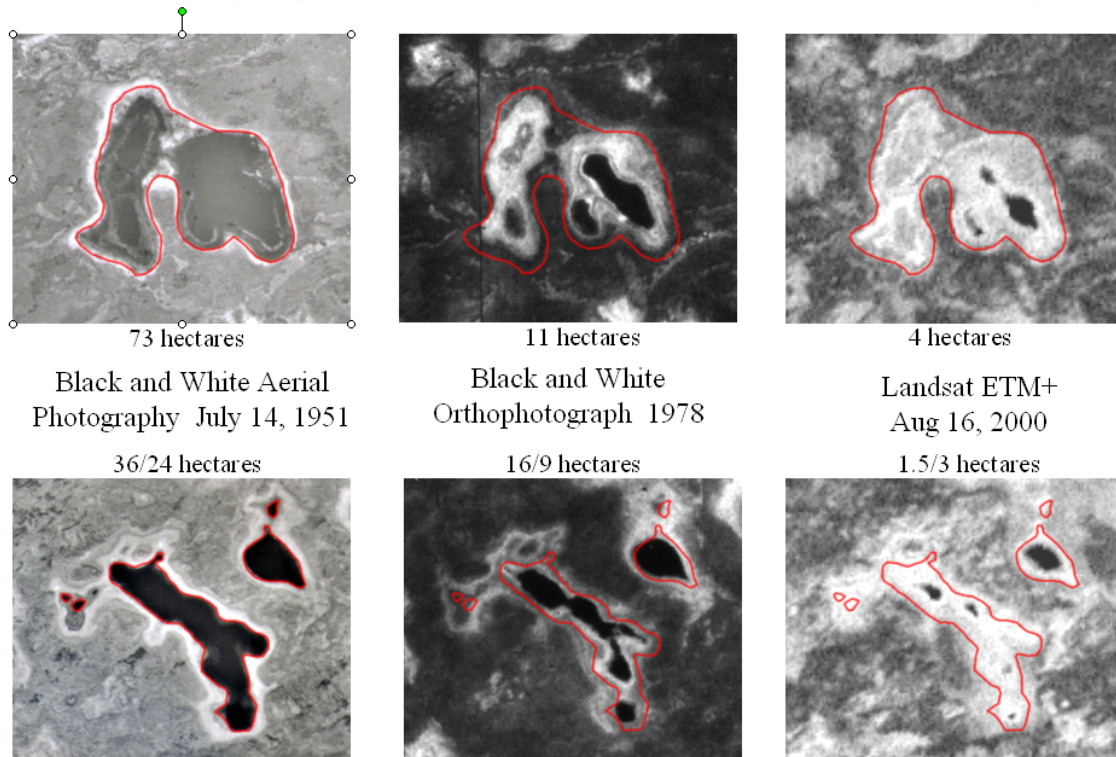 73 hectares
11 hectares
4 hectares
Black and White Aerial
Photography July 14, 1951
Black and White
Orthophotograph 1978
Landsat ETM+
Aug 16, 2000
36/24 hectares
16/9 hectares
1.5/3 hectares